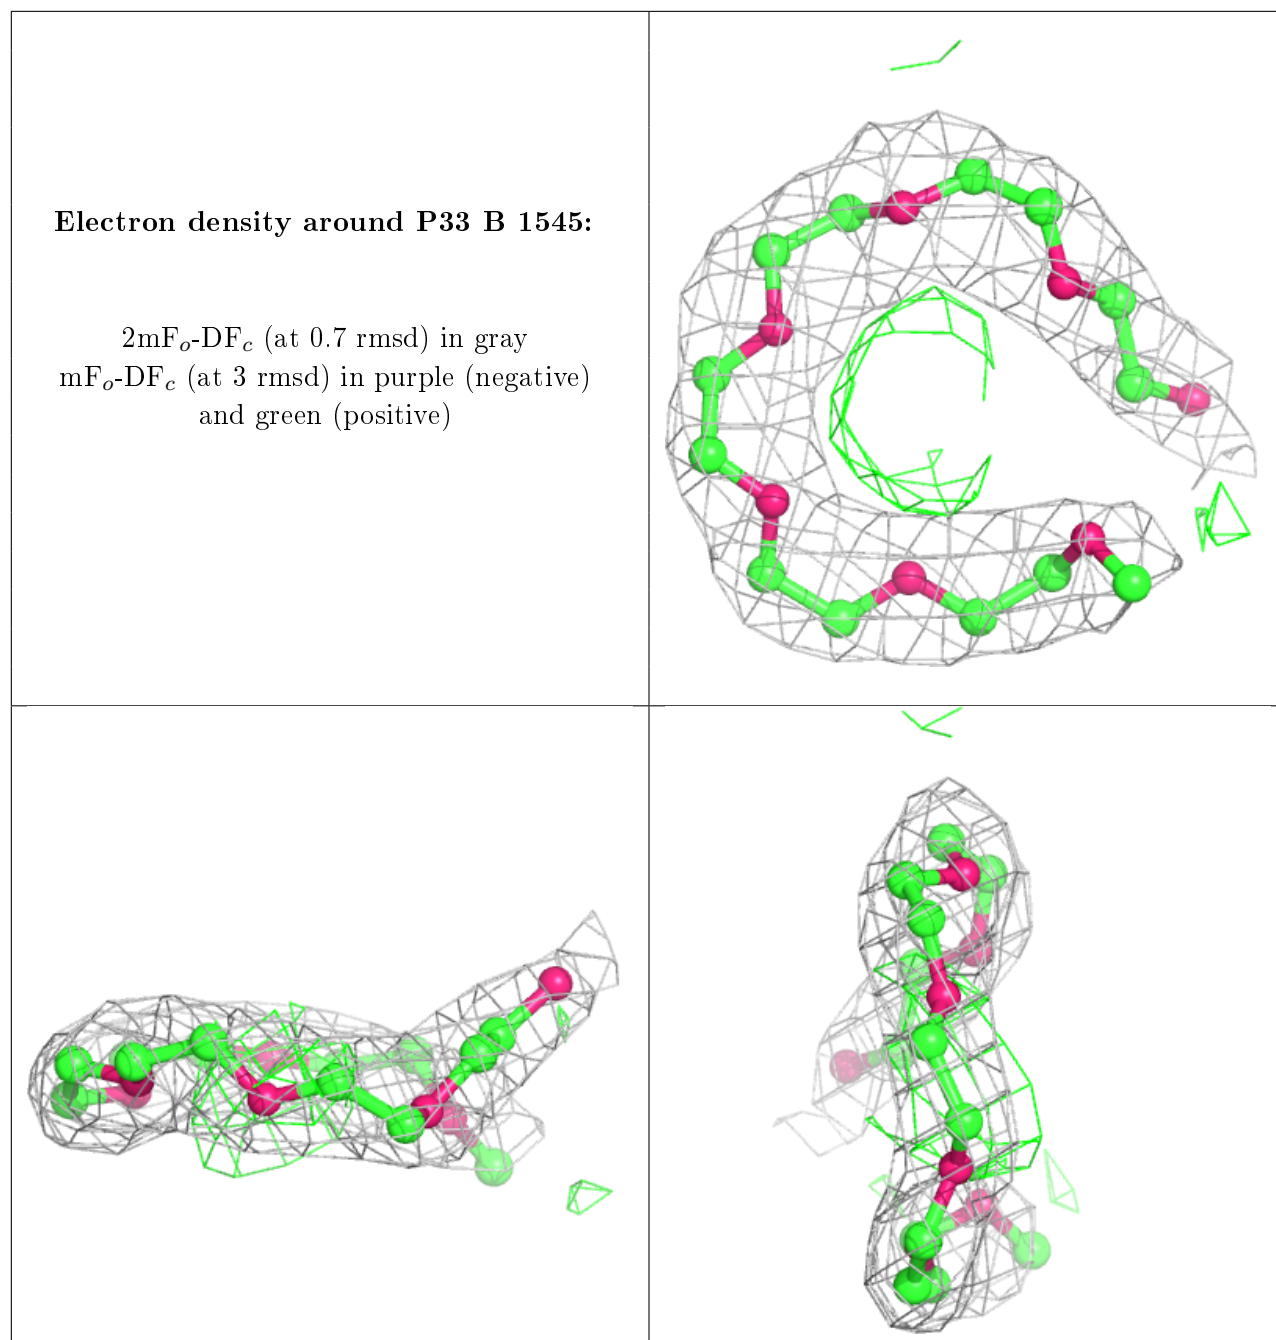 Electron density around P33 B 1545:
2mFₒ-DF𝒸 (at 0.7 rmsd) in gray
mFₒ-DF𝒸 (at 3 rmsd) in purple (negative)
and green (positive)